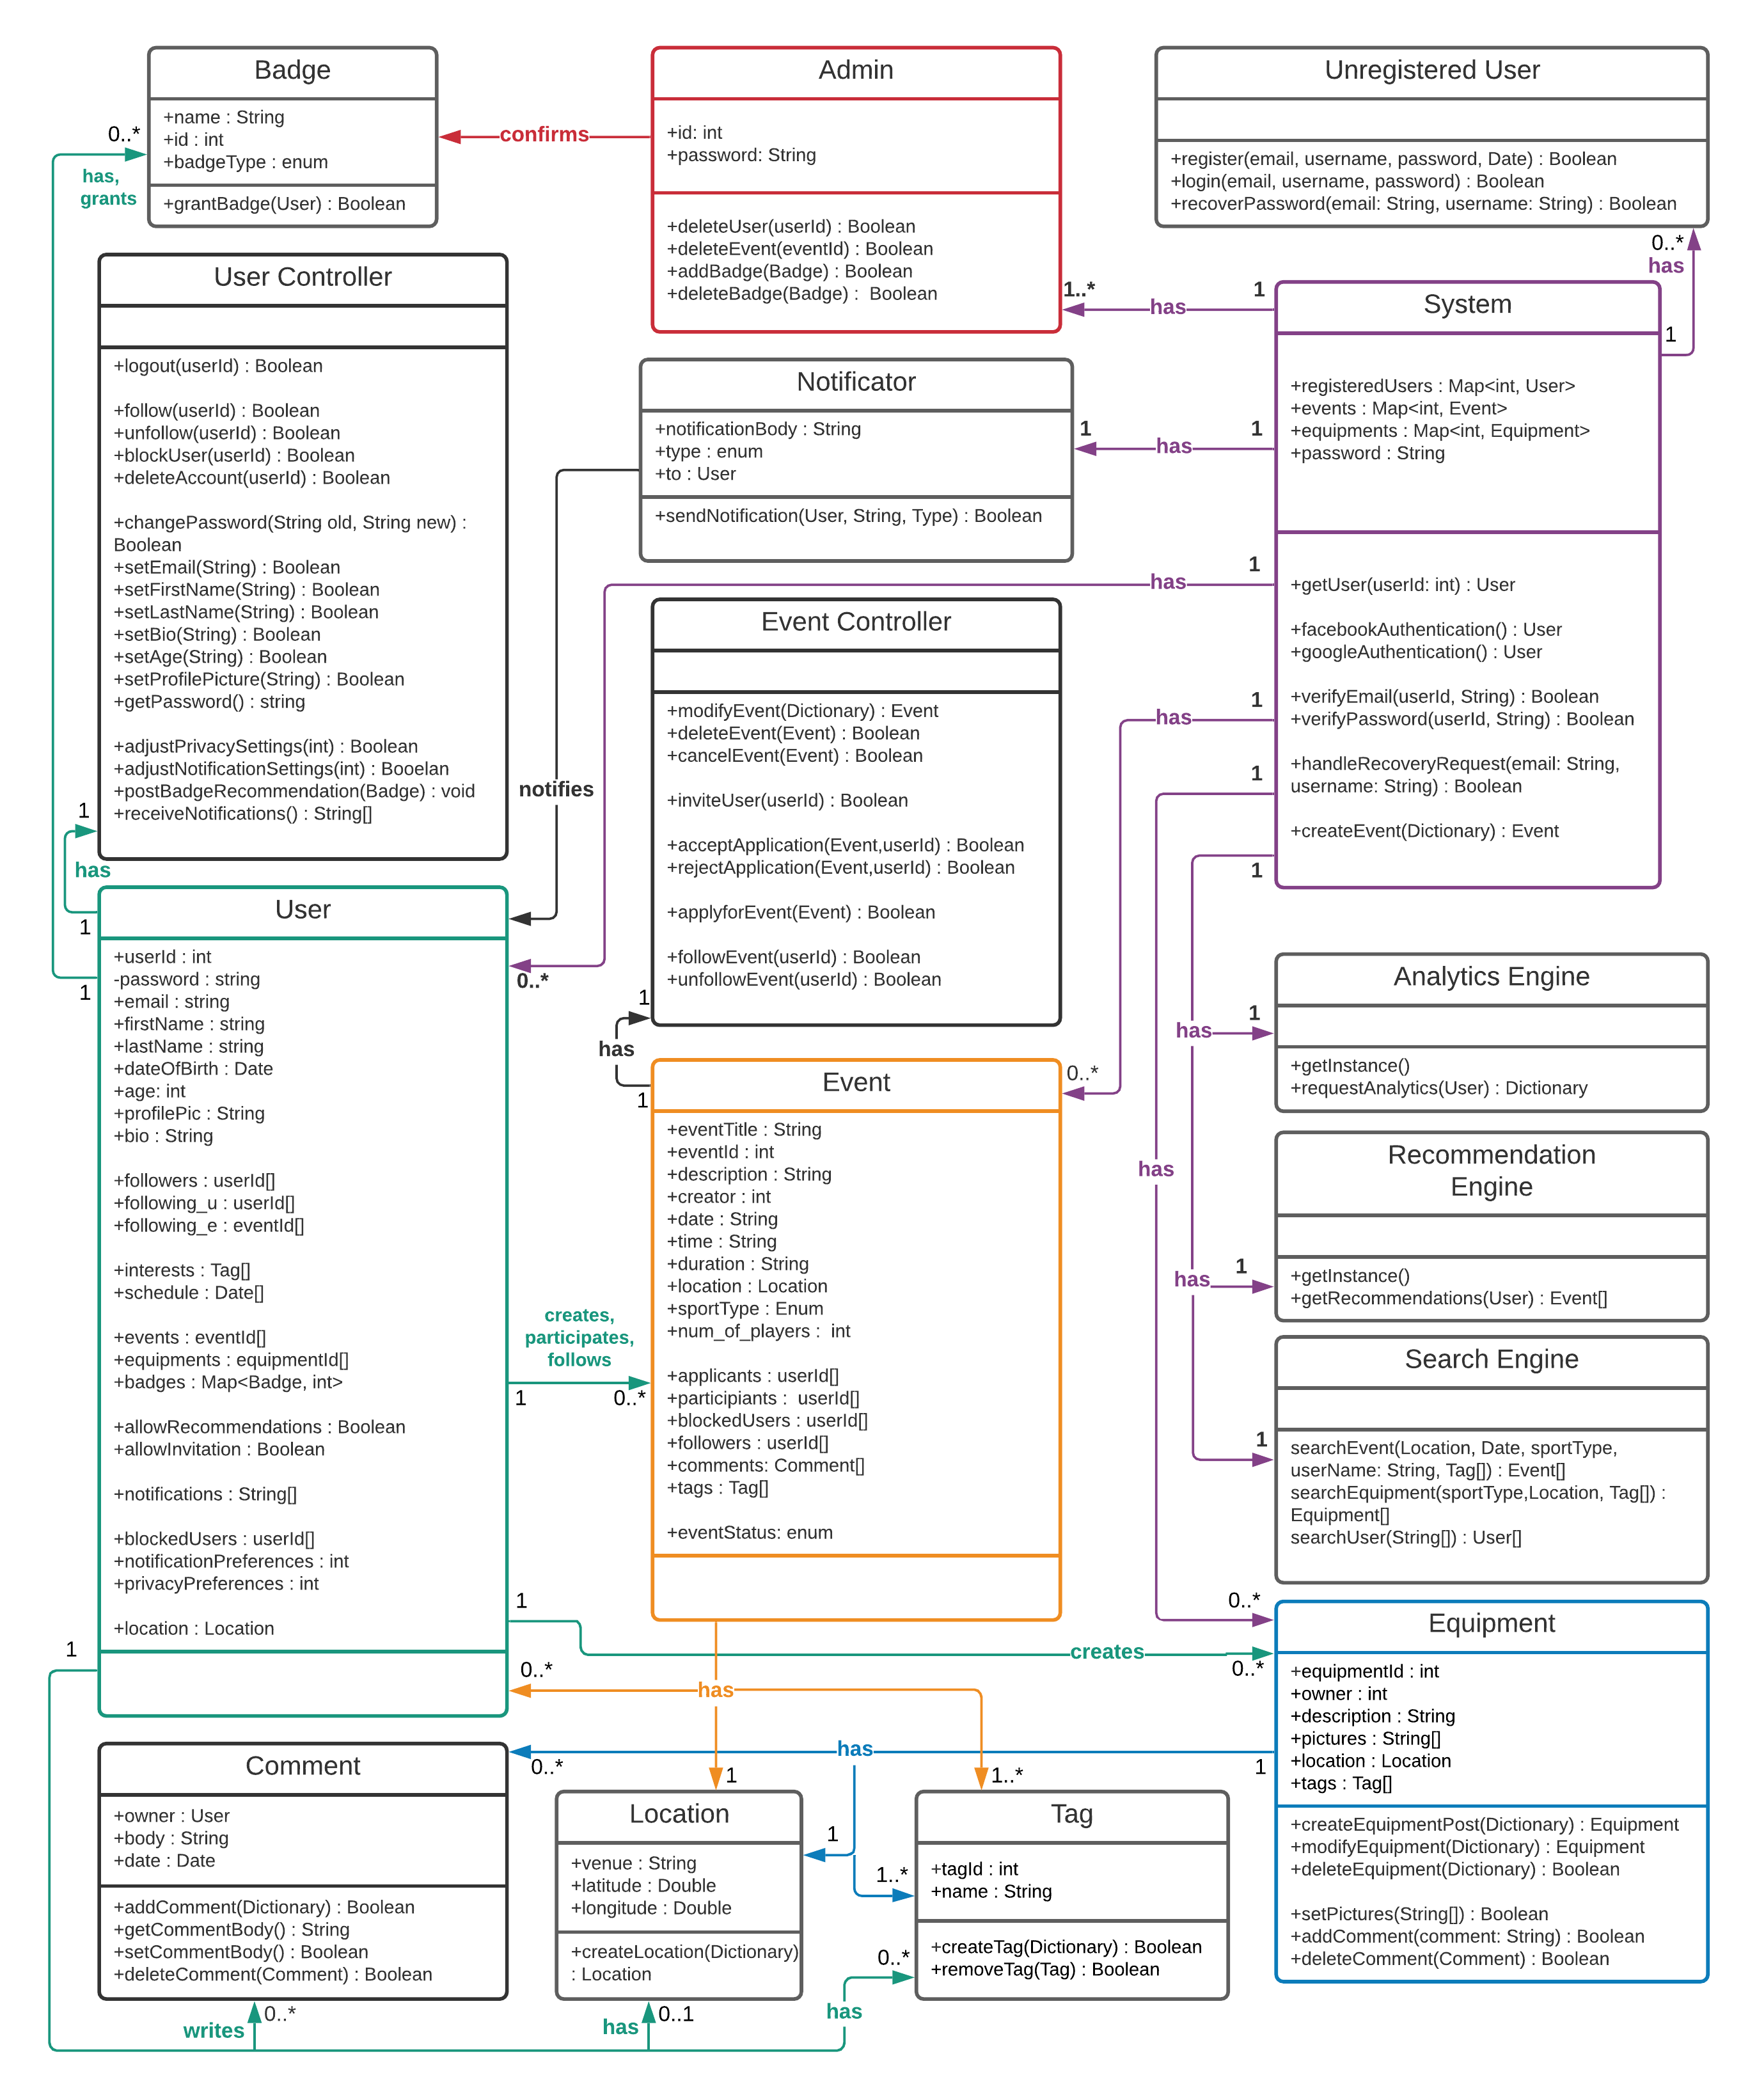 Badge
+name : String
+id : int
+badgeType : enum
+grantBadge(User) : Boolean
0..*
has,
grants
confirms
Admin
+id: int
+password: String
+deleteUser(userId) : Boolean
+deleteEvent(eventId) : Boolean
+addBadge(Badge) : Boolean
+deleteBadge(Badge) :  Boolean
Unregistered User
+register(email, username, password, Date) : Boolean
+login(email, username, password) : Boolean
+recoverPassword(email: String, username: String) : Boolean
0..*
has
1
User Controller
+logout(userId) : Boolean
+follow(userId) : Boolean
+unfollow(userId) : Boolean
+blockUser(userId) : Boolean
+deleteAccount(userId) : Boolean
+changePassword(String old, String new) :
Boolean
+setEmail(String) : Boolean
+setFirstName(String) : Boolean
+setLastName(String) : Boolean
+setBio(String) : Boolean
+setAge(String) : Boolean
+setProfilePicture(String) : Boolean
+getPassword() : string
+adjustPrivacySettings(int) : Boolean
+adjustNotificationSettings(int) : Booelan
+postBadgeRecommendation(Badge) : void
+receiveNotifications() : String[]
1
has
1
1
1..*
has
1
Notificator
+notificationBody : String
+type : enum
+to : User
+sendNotification(User, String, Type) : Boolean
1
has
1
notifies
System
+registeredUsers : Map<int, User>
+events : Map<int, Event>
+equipments : Map<int, Equipment>
+password : String
+getUser(userId: int) : User
+facebookAuthentication() : User
+googleAuthentication() : User
+verifyEmail(userId, String) : Boolean
+verifyPassword(userId, String) : Boolean
+handleRecoveryRequest(email: String,
username: String) : Boolean
+createEvent(Dictionary) : Event
has
1
0..*
has
1
0..*
1
has
0..*
1
Event Controller
+modifyEvent(Dictionary) : Event
+deleteEvent(Event) : Boolean
+cancelEvent(Event) : Boolean
+inviteUser(userId) : Boolean
+acceptApplication(Event,userId) : Boolean
+rejectApplication(Event,userId) : Boolean
+applyforEvent(Event) : Boolean
+followEvent(userId) : Boolean
+unfollowEvent(userId) : Boolean
1
has
1
User
+userId : int
-password : string
+email : string
+firstName : string
+lastName : string
+dateOfBirth : Date
+age: int
+profilePic : String
+bio : String
+followers : userId[]
+following_u : userId[]
+following_e : eventId[]
+interests : Tag[]
+schedule : Date[]
+events : eventId[]
+equipments : equipmentId[]
+badges : Map<Badge, int>
+allowRecommendations : Boolean
+allowInvitation : Boolean
+notifications : String[]
+blockedUsers : userId[]
+notificationPreferences : int
+privacyPreferences : int
+location : Location
creates,
participates,
follows
1
0..*
Event
+eventTitle : String
+eventId : int
+description : String
+creator : int
+date : String
+time : String
+duration : String
+location : Location
+sportType : Enum
+num_of_players :  int
+applicants : userId[]
+participiants :  userId[]
+blockedUsers : userId[]
+followers : userId[]
+comments: Comment[]
+tags : Tag[]
+eventStatus: enum
Analytics Engine
+getInstance()
+requestAnalytics(User) : Dictionary
has
1
Recommendation
Engine
+getInstance()
+getRecommendations(User) : Event[]
has
1
Search Engine
searchEvent(Location, Date, sportType,
userName: String, Tag[]) : Event[]
searchEquipment(sportType,Location, Tag[]) :
Equipment[]
searchUser(String[]) : User[]
1
1
creates
0..*
0..*
has
1
1..*
Equipment
+equipmentId : int
+owner : int
+description : String
+pictures : String[]
+location : Location
+tags : Tag[]
+createEquipmentPost(Dictionary) : Equipment
+modifyEquipment(Dictionary) : Equipment
+deleteEquipment(Dictionary) : Boolean
+setPictures(String[]) : Boolean
+addComment(comment: String) : Boolean
+deleteComment(Comment) : Boolean
0..*
has
1
1
1..*
1
Comment
+owner : User
+body : String
+date : Date
+addComment(Dictionary) : Boolean
+getCommentBody() : String
+setCommentBody() : Boolean
+deleteComment(Comment) : Boolean
Location
+venue : String
+latitude : Double
+longitude : Double
+createLocation(Dictionary)
: Location
Tag
+tagId : int
+name : String
+createTag(Dictionary) : Boolean
+removeTag(Tag) : Boolean
writes
0..*
has
0..1
has
0..*